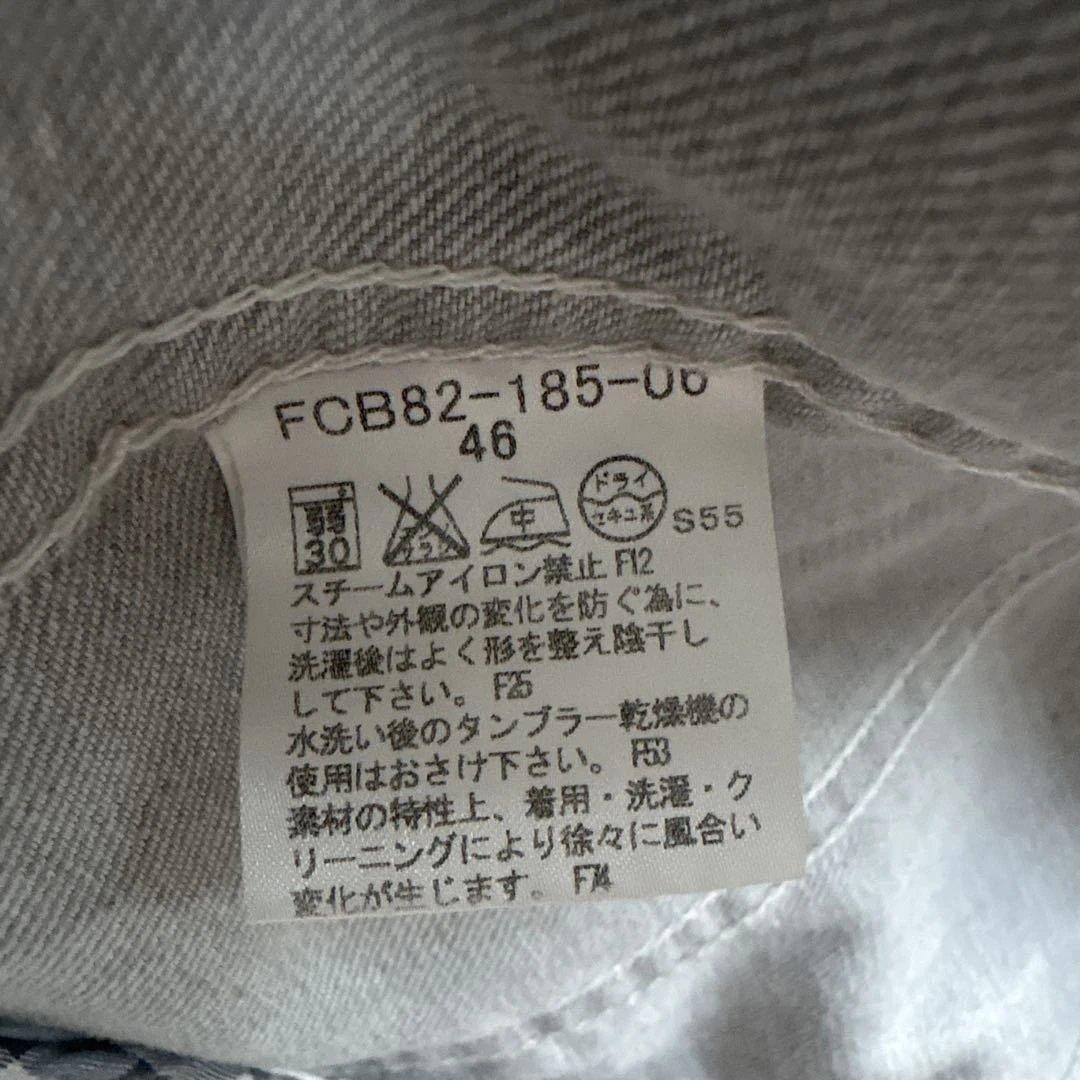 FCB82-185-06
46
弱
30
エンソ
サラシ
中
ドライ
セキユ系
S55
スチームアイロン禁止 F12
寸法や外観の変化を防ぐ為に、
洗濯後はよく形を整え陰干し
して下さい。 F25
水洗い後のタンブラー乾燥機の
使用はおさけ下さい。 F53
素材の特性上、着用・洗濯・ク
リーニングにより徐々に風合い
変化が生じます。 F74